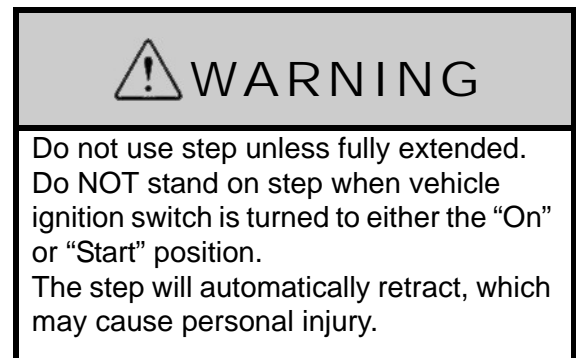 WARNING
Do not use step unless fully extended.
Do NOT stand on step when vehicle
ignition switch is turned to either the “On”
or “Start” position.
The step will automatically retract, which
may cause personal injury.